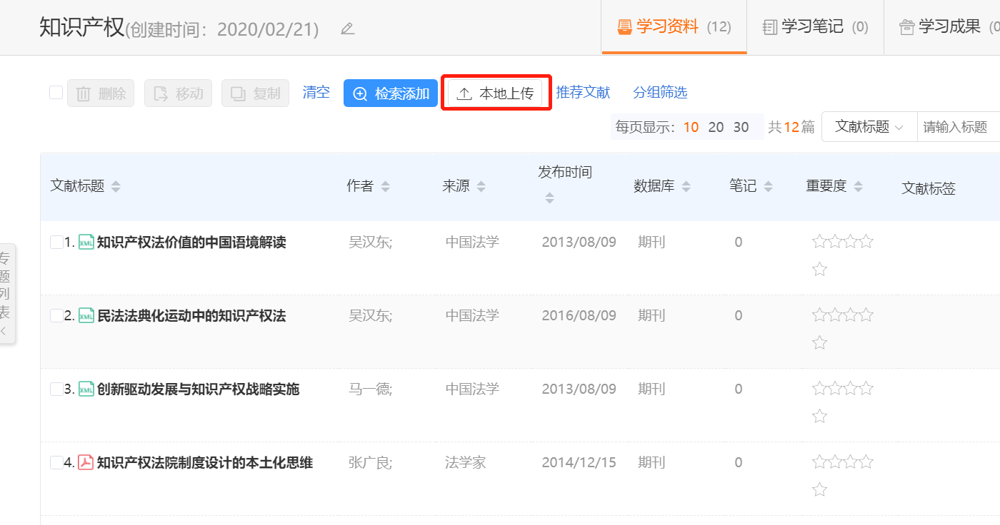 知识产权(创建时间：2020/02/21)
学习资料 (12)
学习笔记 (0)
学习成果 (0
删除 移动 复制 清空 检索添加 本地上传 推荐文献 分组筛选
每页显示：10 20 30 共12篇 文献标题 请输入标题
文献标题 作者 来源 发布时间 数据库 笔记 重要度 文献标签
1. XML 知识产权法价值的中国语境解读 吴汉东; 中国法学 2013/08/09 期刊 0
2. XML 民法法典化运动中的知识产权法 吴汉东; 中国法学 2016/08/09 期刊 0
3. XML 创新驱动发展与知识产权战略实施 马一德; 中国法学 2013/08/09 期刊 0
4. 知识产权法院制度设计的本土化思维 张广良; 法学家 2014/12/15 期刊 0
专题列表